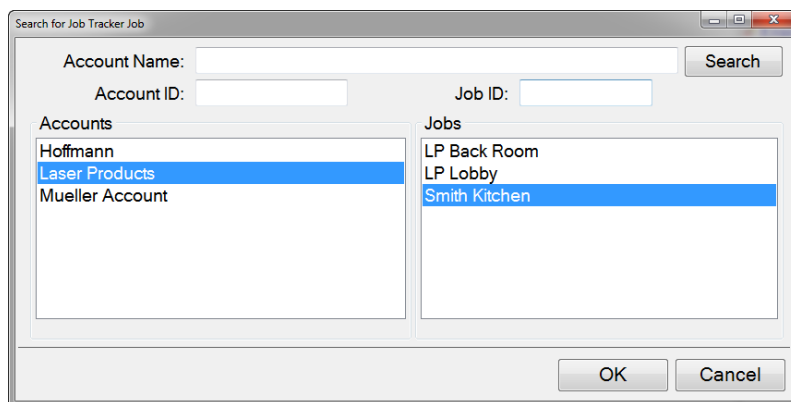 Search for Job Tracker Job
Account Name:
Search
Account ID:
Job ID:
Accounts
Jobs
Hoffmann
Laser Products
Mueller Account
LP Back Room
LP Lobby
Smith Kitchen
OK
Cancel